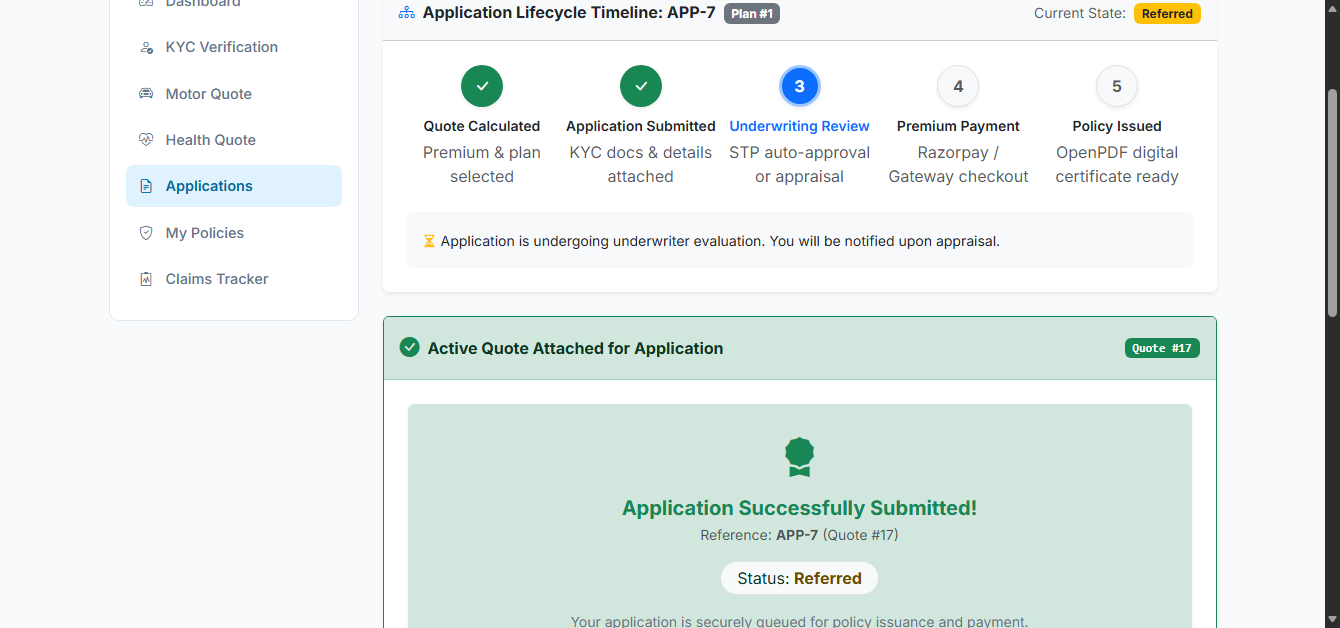 Dashboard
KYC Verification
Motor Quote
Health Quote
Applications
My Policies
Claims Tracker
Application Lifecycle Timeline: APP-7 Plan #1
Current State: Referred
3
4
5
Quote Calculated
Premium & plan
selected
Application Submitted
KYC docs & details
attached
Underwriting Review
STP auto-approval
or appraisal
Premium Payment
Razorpay /
Gateway checkout
Policy Issued
OpenPDF digital
certificate ready
Application is undergoing underwriter evaluation. You will be notified upon appraisal.
Active Quote Attached for Application
Quote #17
Application Successfully Submitted!
Reference: APP-7 (Quote #17)
Status: Referred
Your application is securely queued for policy issuance and payment.